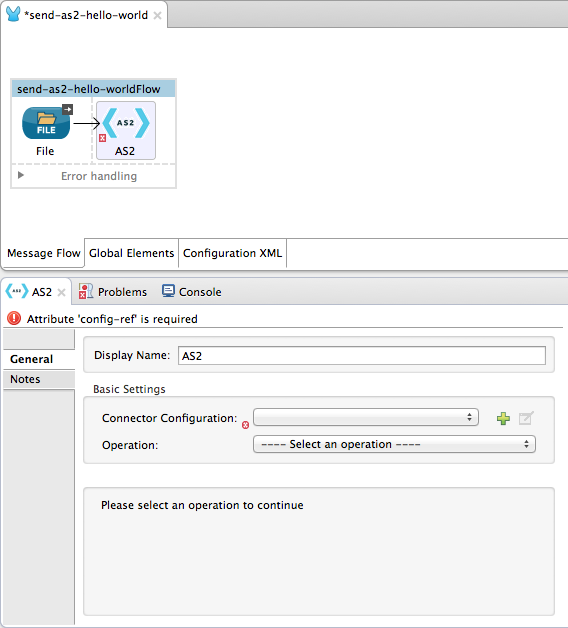 *send-as2-hello-world
send-as2-hello-worldFlow
FILE
AS2
File
AS2
Error handling
Message Flow
Global Elements
Configuration XML
AS2
AS2
Problems
Console
Attribute 'config-ref' is required
General
Notes
Display Name:
AS2
Basic Settings
Connector Configuration:
Operation:
---- Select an operation ----
Please select an operation to continue